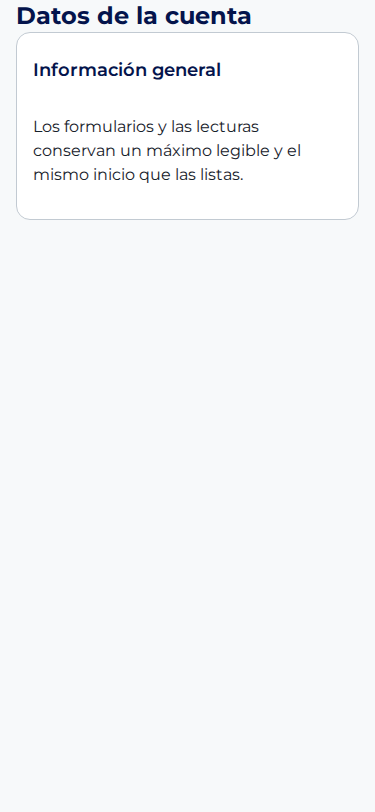 Datos de la cuenta
Información general
Los formularios y las lecturas
conservan un máximo legible y el
mismo inicio que las listas.